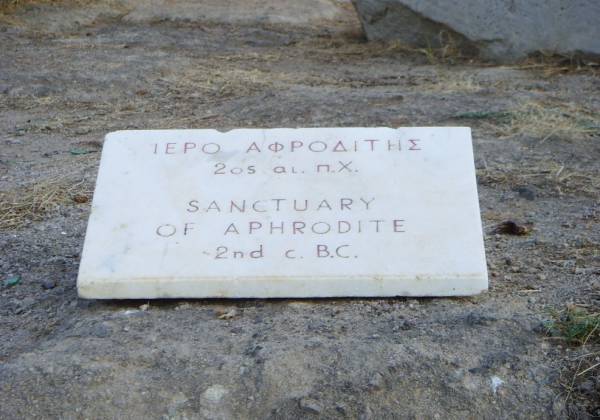 ΙΕΡΟ ΑΦΡΟΔΙΤΗΣ
2ος αι. π.Χ.
SANCTUARY
OF APHRODITE
2nd c. B.C.